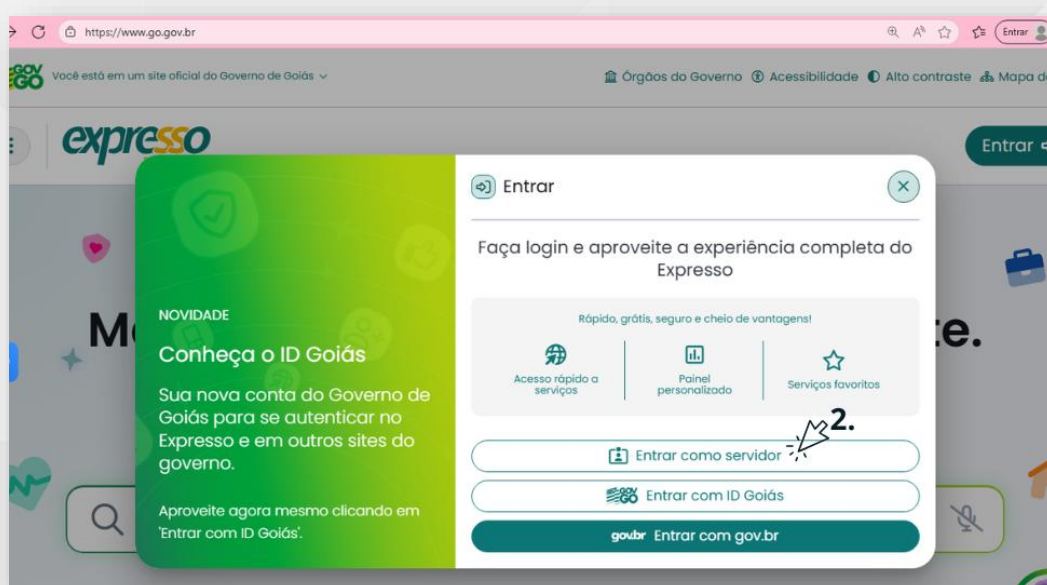 https://www.go.gov.br
Entrar
GOV
GO
Você está em um site oficial do Governo de Goiás
Órgãos do Governo
Acessibilidade
Alto contraste
Mapa d
expresso
Entrar
Entrar
Faça login e aproveite a experiência completa do
Expresso
Rápido, grátis, seguro e cheio de vantagens!
Acesso rápido a
serviços
Painel
personalizado
Serviços favoritos
NOVIDADE
Conheça o ID Goiás
Sua nova conta do Governo de
Goiás para se autenticar no
Expresso e em outros sites do
governo.
Aproveite agora mesmo clicando em
'Entrar com ID Goiás'.
M
te.
2.
Entrar como servidor
GOV
GO
Entrar com ID Goiás
gov.br Entrar com gov.br